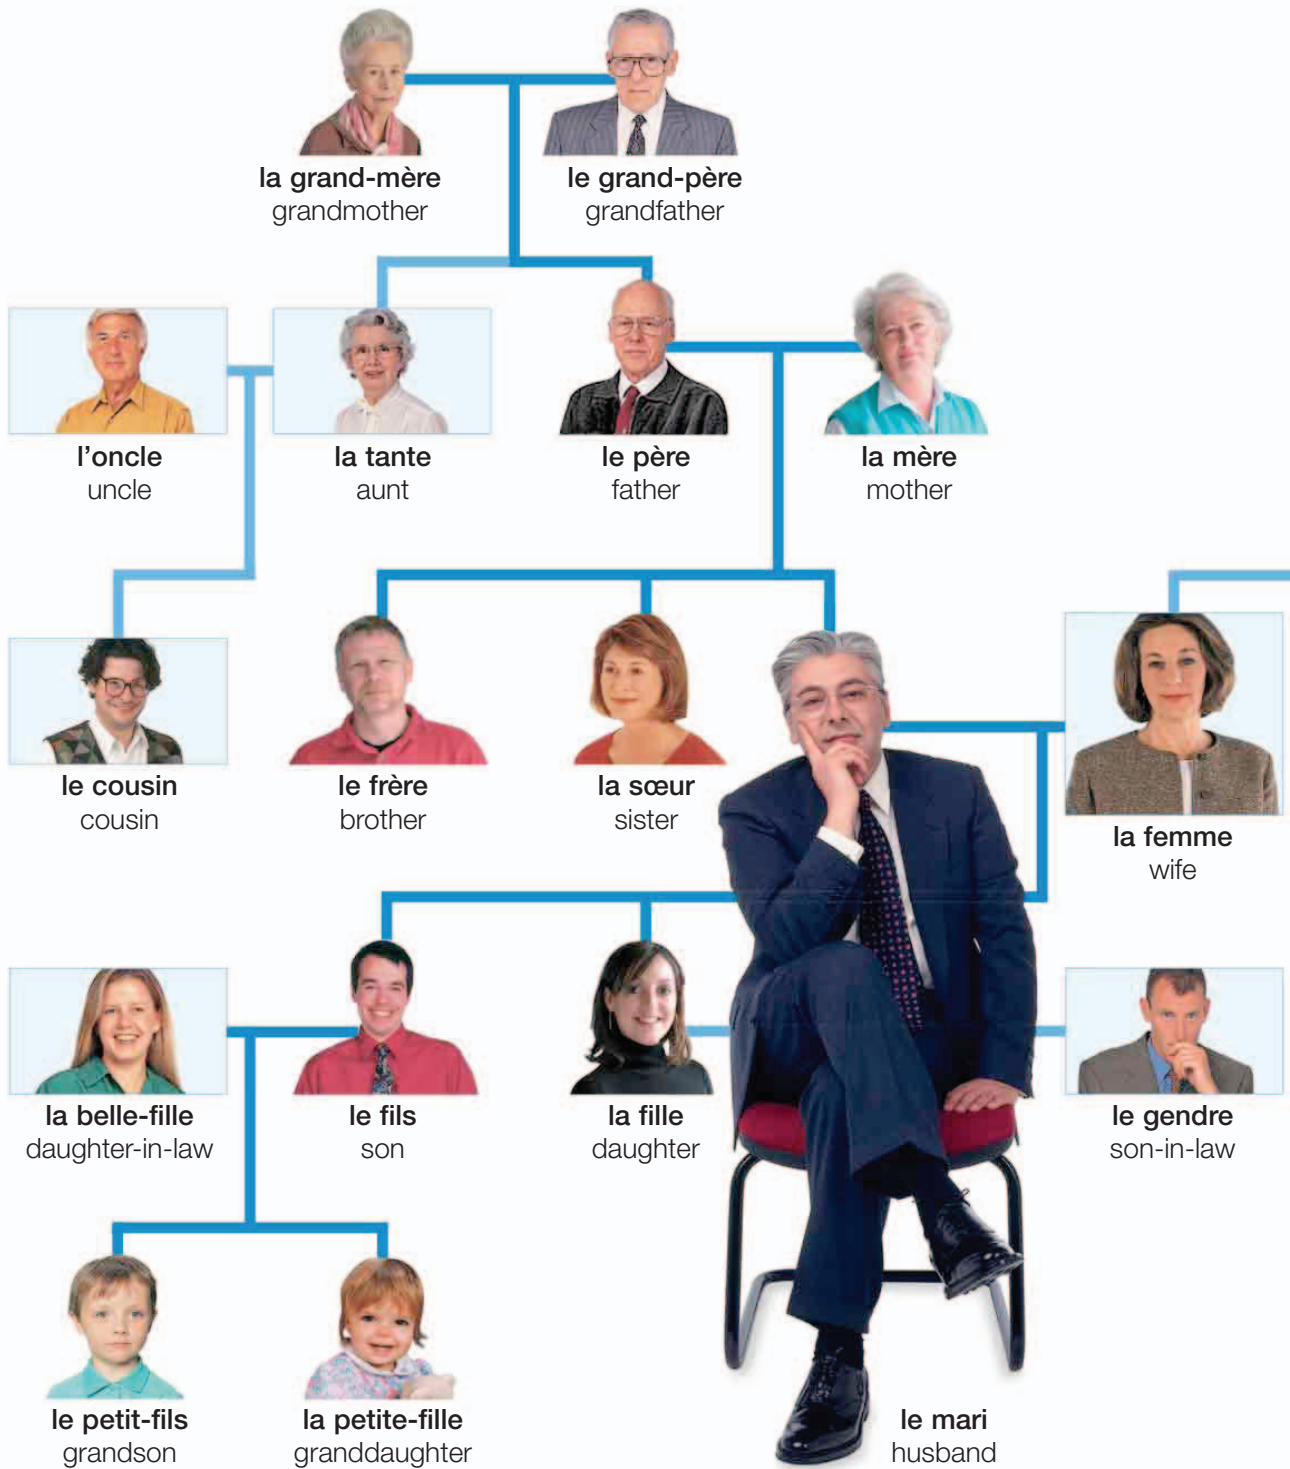 la grand-mère
grandmother
le grand-père
grandfather
l'oncle
uncle
la tante
aunt
le père
father
la mère
mother
le cousin
cousin
le frère
brother
la sœur
sister
la femme
wife
la belle-fille
daughter-in-law
le fils
son
la fille
daughter
le gendre
son-in-law
le petit-fils
grandson
la petite-fille
granddaughter
le mari
husband